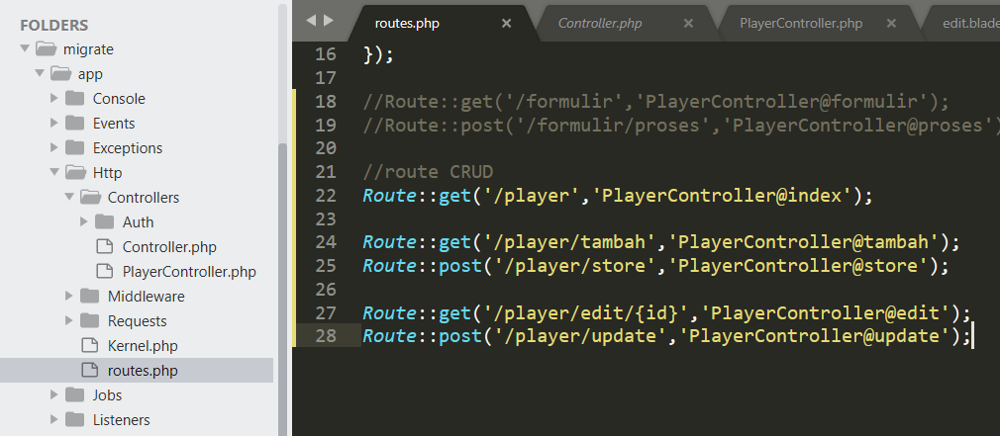 FOLDERS
migrate
app
Console
Events
Exceptions
Http
Controllers
Auth
Controller.php
PlayerController.php
Middleware
Requests
Kernel.php
routes.php
Jobs
Listeners
routes.php × Controller.php × PlayerController.php × edit.blade
16 });
17
18 //Route::get('/formulir','PlayerController@formulir');
19 //Route::post('/formulir/proses','PlayerController@proses')
20
21 //route CRUD
22 Route::get('/player','PlayerController@index');
23
24 Route::get('/player/tambah','PlayerController@tambah');
25 Route::post('/player/store','PlayerController@store');
26
27 Route::get('/player/edit/{id}','PlayerController@edit');
28 Route::post('/player/update','PlayerController@update');